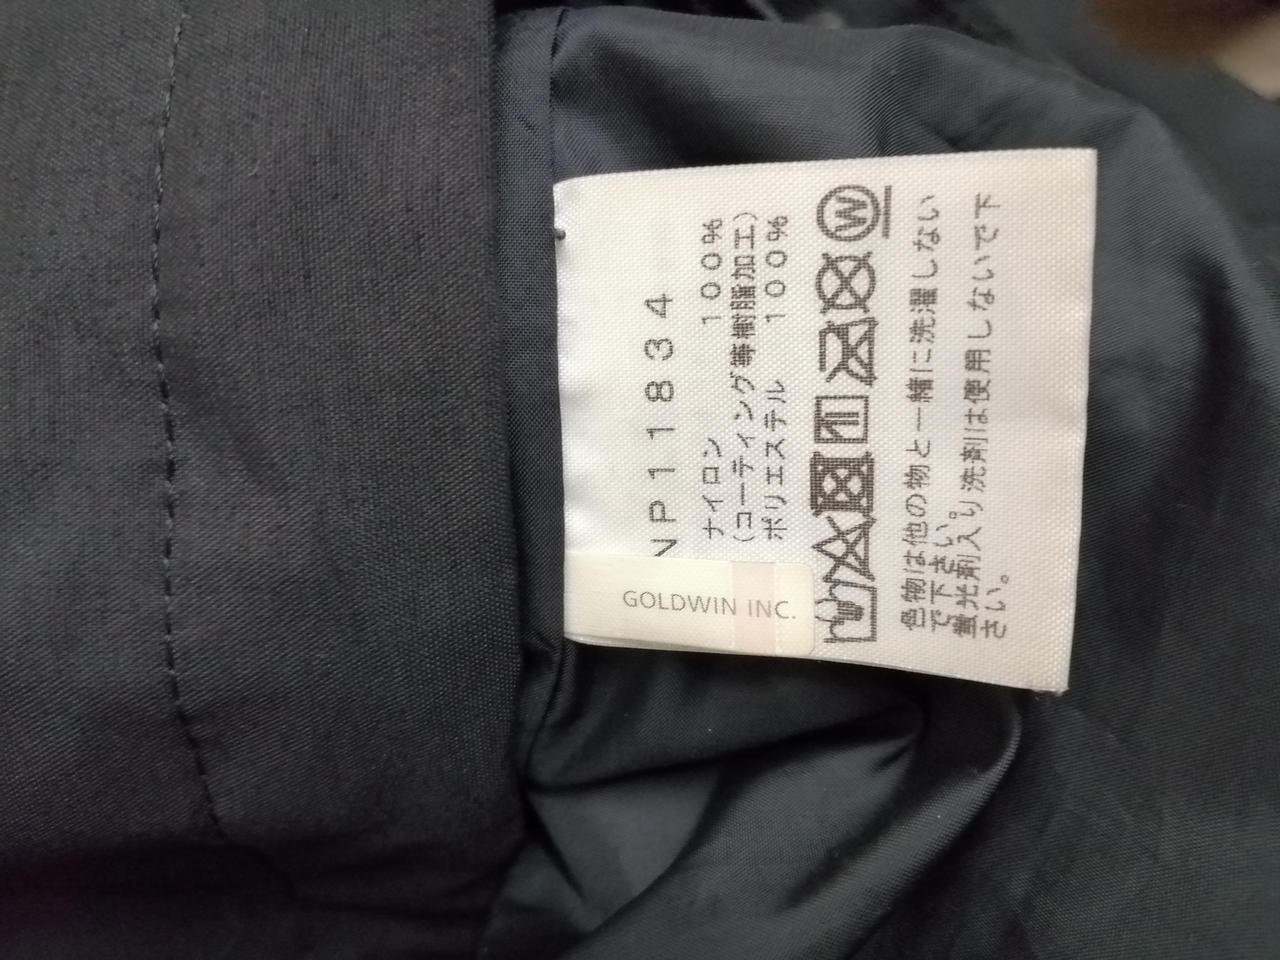 NP11834
ナイロン 100%
(コーティング等樹脂加工)
ポリエステル 100%
W
色物は他の物と一緒に洗濯しない
で下さい。
蛍光剤入り洗剤は使用しないで下
さい。
GOLDWIN INC.